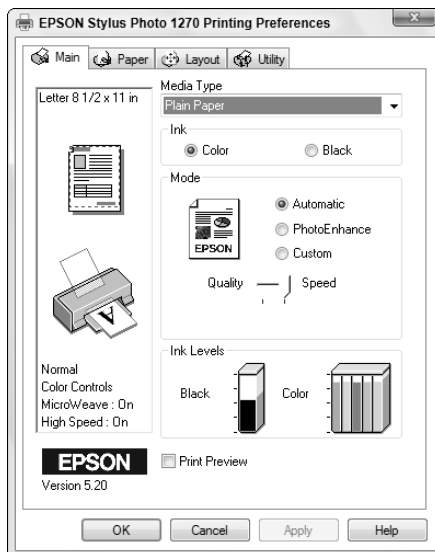 EPSON Stylus Photo 1270 Printing Preferences
Main
Paper
Layout
Utility
Letter 8 1/2 x 11 in
Media Type
Plain Paper
Ink
Color
Black
Mode
EPSON
Automatic
PhotoEnhance
Custom
Quality
Speed
A
Normal
Color Controls
MicroWeave : On
High Speed : On
Ink Levels
Black
Color
EPSON
Version 5.20
Print Preview
OK
Cancel
Apply
Help